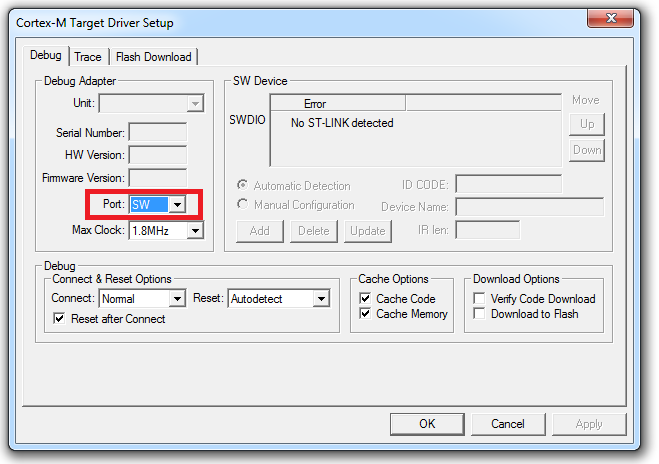 Cortex-M Target Driver Setup
Debug Trace Flash Download
Debug Adapter
Unit:
Serial Number:
HW Version:
Firmware Version:
Port: SW
Max Clock: 1.8MHz
SW Device
Error
SWDIO No ST-LINK detected
Move
Up
Down
Automatic Detection ID CODE:
Manual Configuration Device Name:
Add Delete Update IR len:
Debug
Connect & Reset Options
Connect: Normal Reset: Autodetect
Reset after Connect
Cache Options
Cache Code
Cache Memory
Download Options
Verify Code Download
Download to Flash
OK Cancel Apply